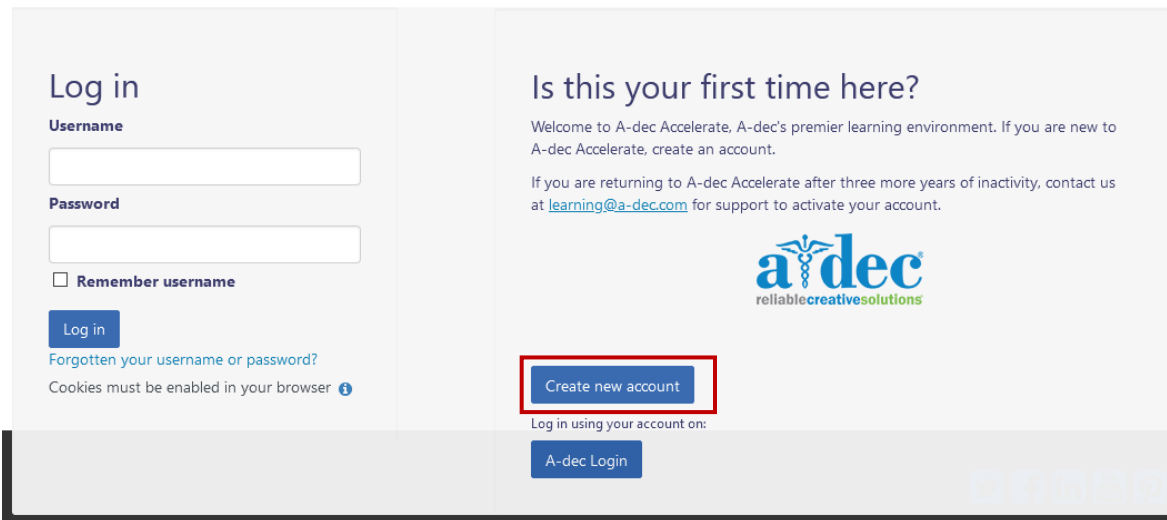 Log in
Username
Password
Remember username
Log in
Forgotten your username or password?
Cookies must be enabled in your browser
Is this your first time here?
Welcome to A-dec Accelerate, A-dec's premier learning environment. If you are new to
A-dec Accelerate, create an account.
If you are returning to A-dec Accelerate after three more years of inactivity, contact us
at learning@a-dec.com for support to activate your account.
a dec
reliablecreativesolutions
Create new account
Log in using your account on:
A-dec Login